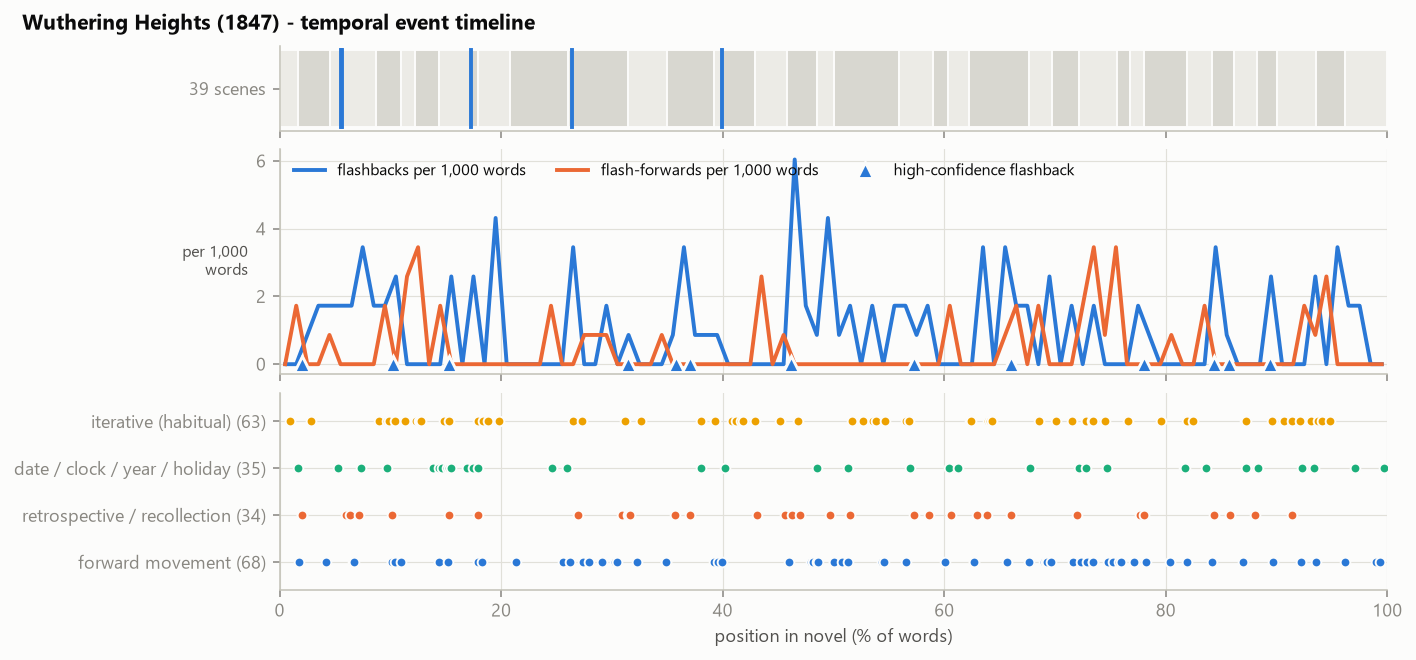 Wuthering Heights (1847) - temporal event timeline
39 scenes
flashbacks per 1,000 words
flash-forwards per 1,000 words
high-confidence flashback
6
4
2
0
per 1,000
words
iterative (habitual) (63)
date / clock / year / holiday (35)
retrospective / recollection (34)
forward movement (68)
0
20
40
60
80
100
position in novel (% of words)